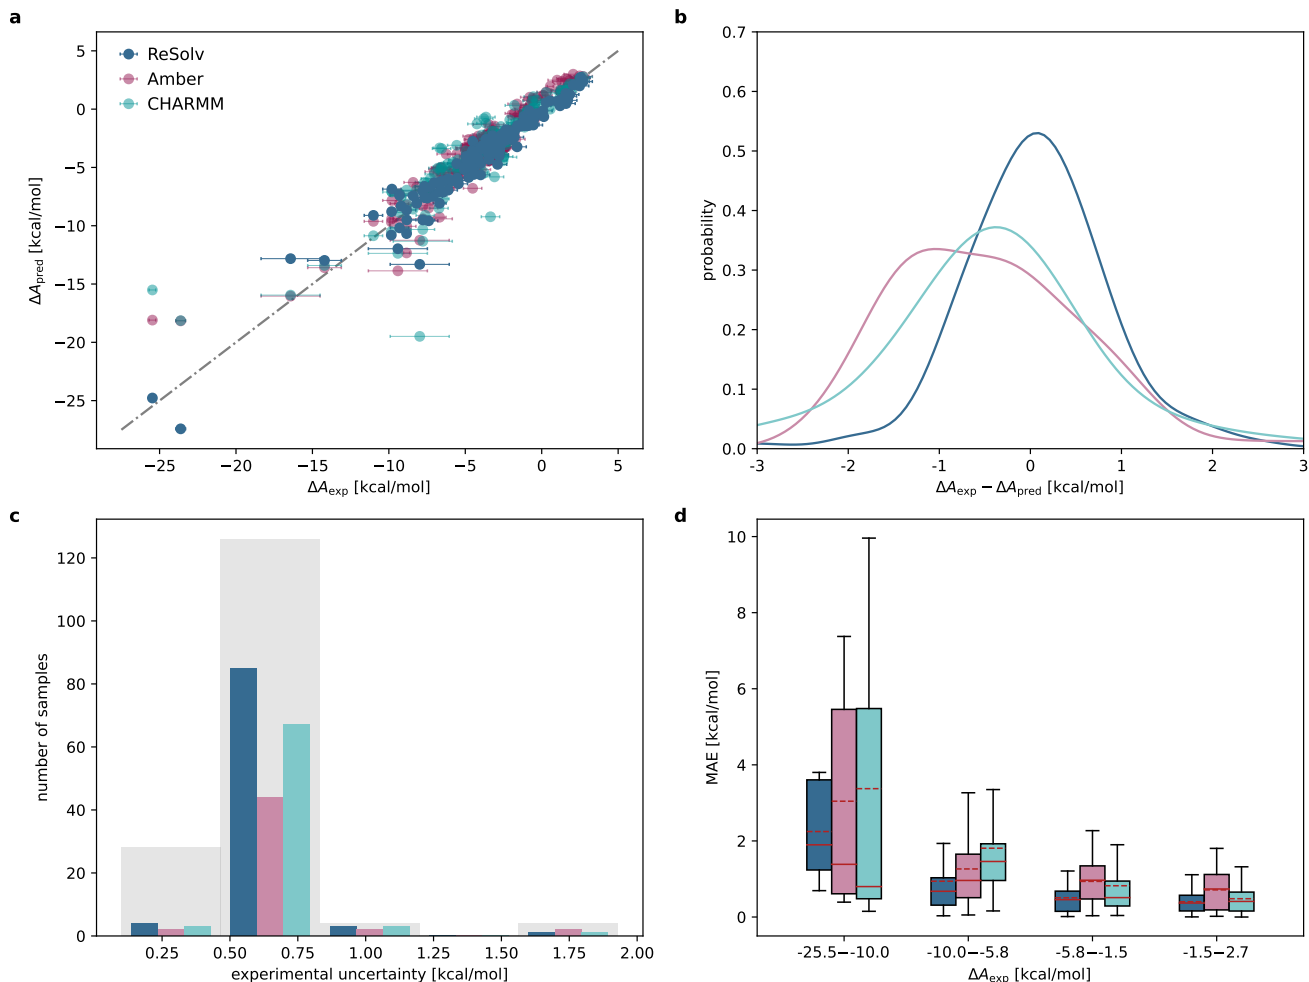 a
5
0
−5
−10
−15
−20
−25
ΔA_pred [kcal/mol]
ReSolv
Amber
CHARMM
−25 −20 −15 −10 −5 0 5
ΔA_exp [kcal/mol]
b
0.7
0.6
0.5
0.4
0.3
0.2
0.1
0.0
probability
-3 -2 -1 0 1 2 3
ΔA_exp − ΔA_pred [kcal/mol]
c
120
100
80
60
40
20
0
number of samples
0.25 0.50 0.75 1.00 1.25 1.50 1.75 2.00
experimental uncertainty [kcal/mol]
d
10
8
6
4
2
0
MAE [kcal/mol]
-25.5−-10.0 -10.0−-5.8 -5.8−-1.5 -1.5−2.7
ΔA_exp [kcal/mol]